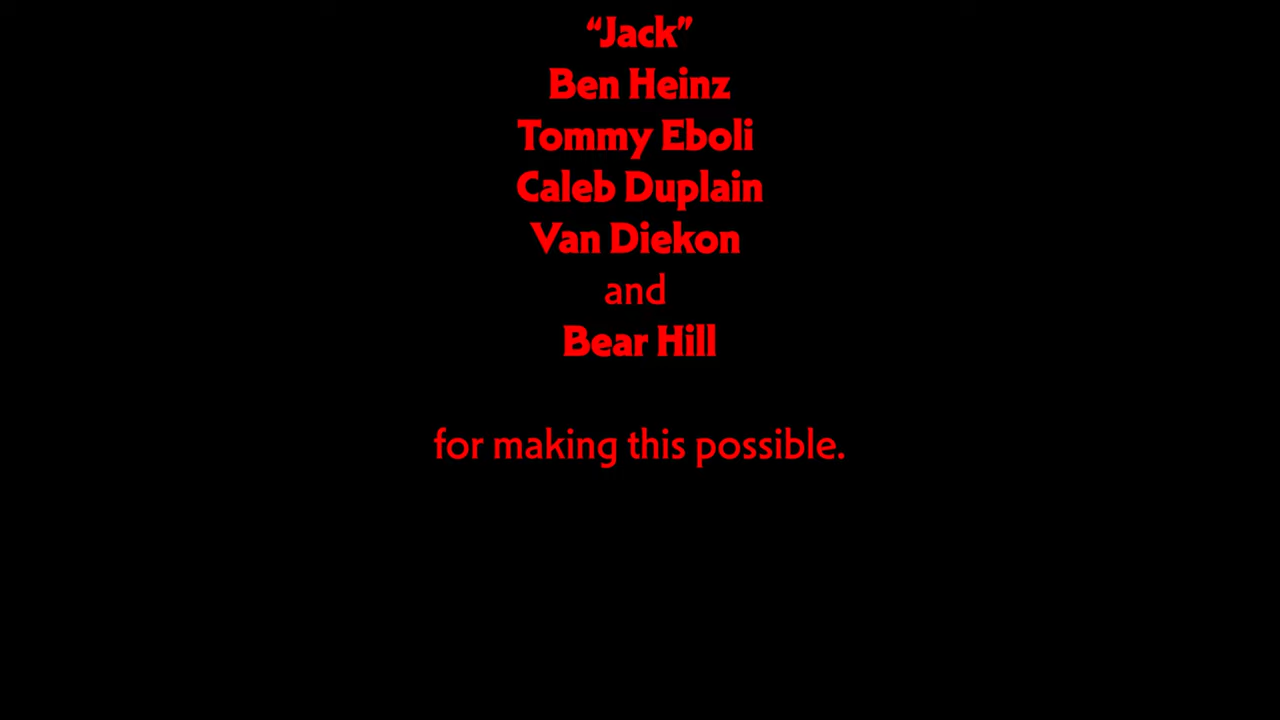 “Jack”
Ben Heinz
Tommy Eboli
Caleb Duplain
Van Diekon
and
Bear Hill
for making this possible.